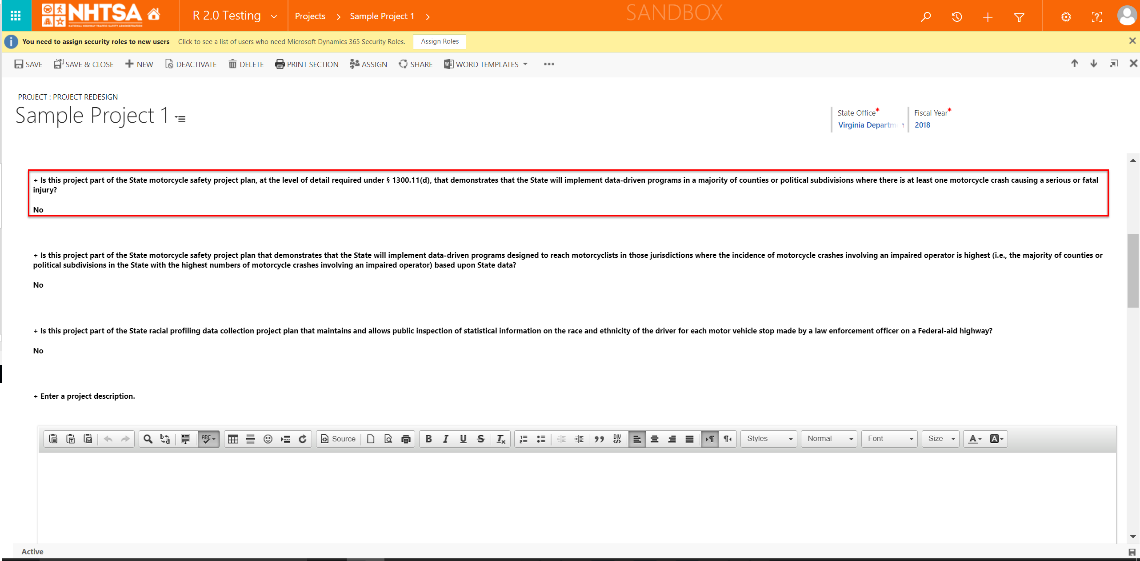 NHTSA
R 2.0 Testing
Projects
Sample Project 1
SANDBOX
You need to assign security roles to new users Click to see a list of users who need Microsoft Dynamics 365 Security Roles. Assign Roles
SAVE SAVE & CLOSE NEW DEACTIVATE DELETE PRINT SECTION ASSIGN SHARE WORD TEMPLATES
PROJECT : PROJECT REDESIGN
Sample Project 1
State Office* Fiscal Year*
Virginia Departm 2018
+ Is this project part of the State motorcycle safety project plan, at the level of detail required under § 1300.11(d), that demonstrates that the State will implement data-driven programs in a majority of counties or political subdivisions where there is at least one motorcycle crash causing a serious or fatal
injury?
No
+ Is this project part of the State motorcycle safety project plan that demonstrates that the State will implement data-driven programs designed to reach motorcyclists in those jurisdictions where the incidence of motorcycle crashes involving an impaired operator is highest (i.e., the majority of counties or
political subdivisions in the State with the highest numbers of motorcycle crashes involving an impaired operator) based upon State data?
No
+ Is this project part of the State racial profiling data collection project plan that maintains and allows public inspection of statistical information on the race and ethnicity of the driver for each motor vehicle stop made by a law enforcement officer on a Federal-aid highway?
No
+ Enter a project description.
Source B I U S Styles Normal Font Size A A
Active